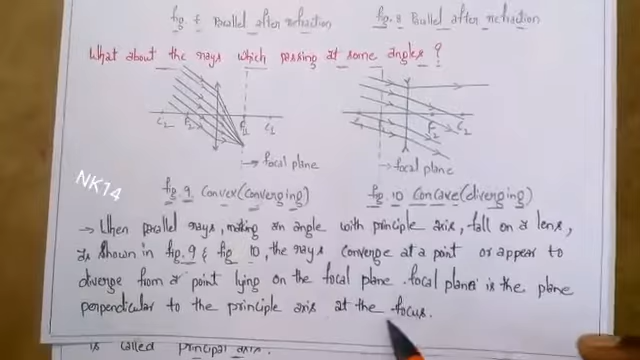 fig. 7 Parallel after refraction fig. 8 Parallel after refraction
What about the rays which passing at some angles ?
C2 F2 F1 C1 F2 C2
focal plane focal plane
NK14
fig. 9 Convex (Converging) fig. 10 Concave (diverging)
→ When parallel rays, making an angle with principle axis, fall on a lens,
as shown in fig. 9 & fig 10, the rays converge at a point or appear to
diverge from a point lying on the focal plane. focal plane is the plane
perpendicular to the principle axis at the focus.
is called principal axis.